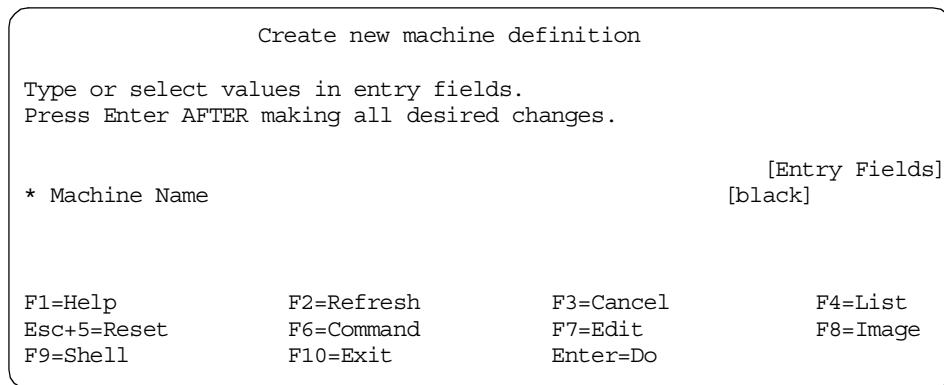 Create new machine definition
Type or select values in entry fields.
Press Enter AFTER making all desired changes.
[Entry Fields]
* Machine Name [black]
F1=Help F2=Refresh F3=Cancel F4=List
Esc+5=Reset F6=Command F7=Edit F8=Image
F9=Shell F10=Exit Enter=Do